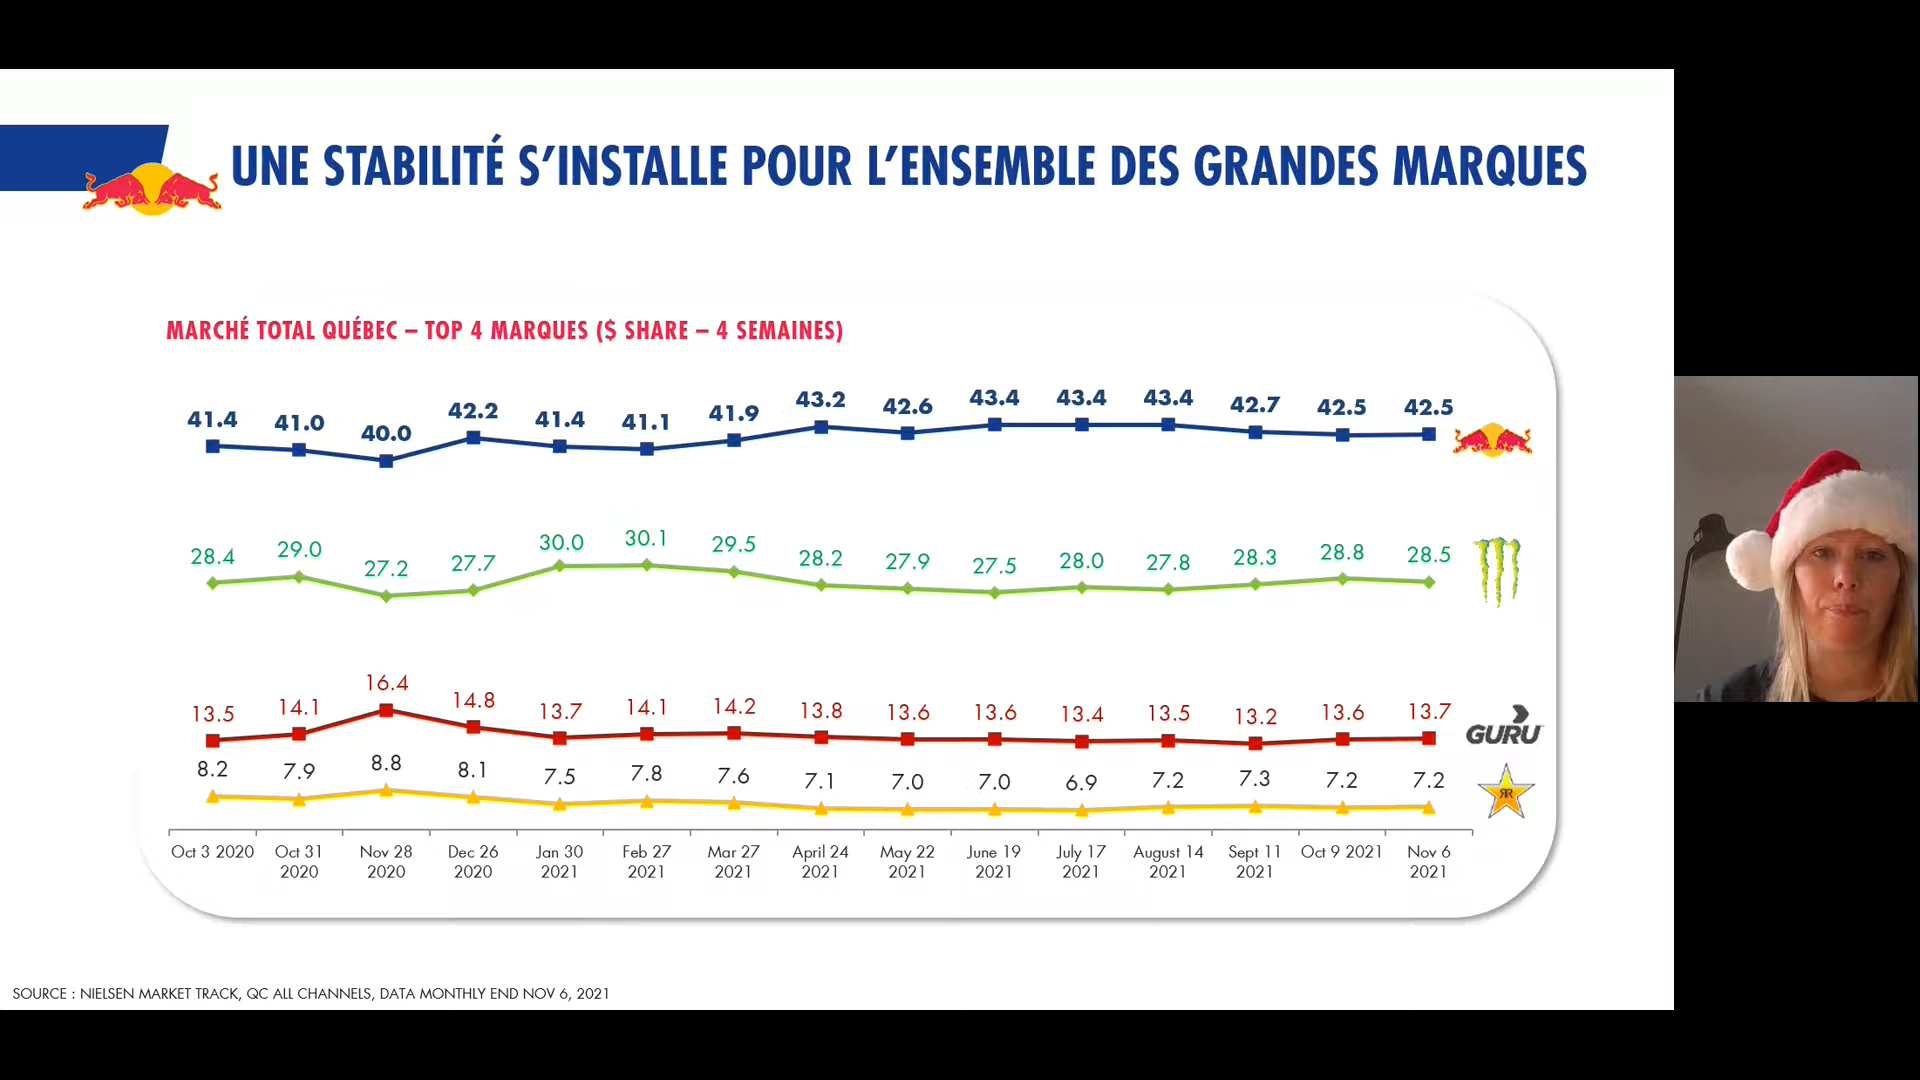 UNE STABILITÉ S’INSTALLE POUR L’ENSEMBLE DES GRANDES MARQUES
MARCHÉ TOTAL QUÉBEC – TOP 4 MARQUES ($ SHARE – 4 SEMAINES)
41.4 41.0 40.0 42.2 41.4 41.1 41.9 43.2 42.6 43.4 43.4 43.4 42.7 42.5 42.5
28.4 29.0 27.2 27.7 30.0 30.1 29.5 28.2 27.9 27.5 28.0 27.8 28.3 28.8 28.5
13.5 14.1 16.4 14.8 13.7 14.1 14.2 13.8 13.6 13.6 13.4 13.5 13.2 13.6 13.7
GURU
8.2 7.9 8.8 8.1 7.5 7.8 7.6 7.1 7.0 7.0 6.9 7.2 7.3 7.2 7.2
Oct 3 2020 Oct 31 Nov 28 Dec 26 Jan 30 Feb 27 Mar 27 April 24 May 22 June 19 July 17 August 14 Sept 11 Oct 9 2021 Nov 6
2020 2020 2020 2021 2021 2021 2021 2021 2021 2021 2021 2021 2021
SOURCE : NIELSEN MARKET TRACK, QC ALL CHANNELS, DATA MONTHLY END NOV 6, 2021